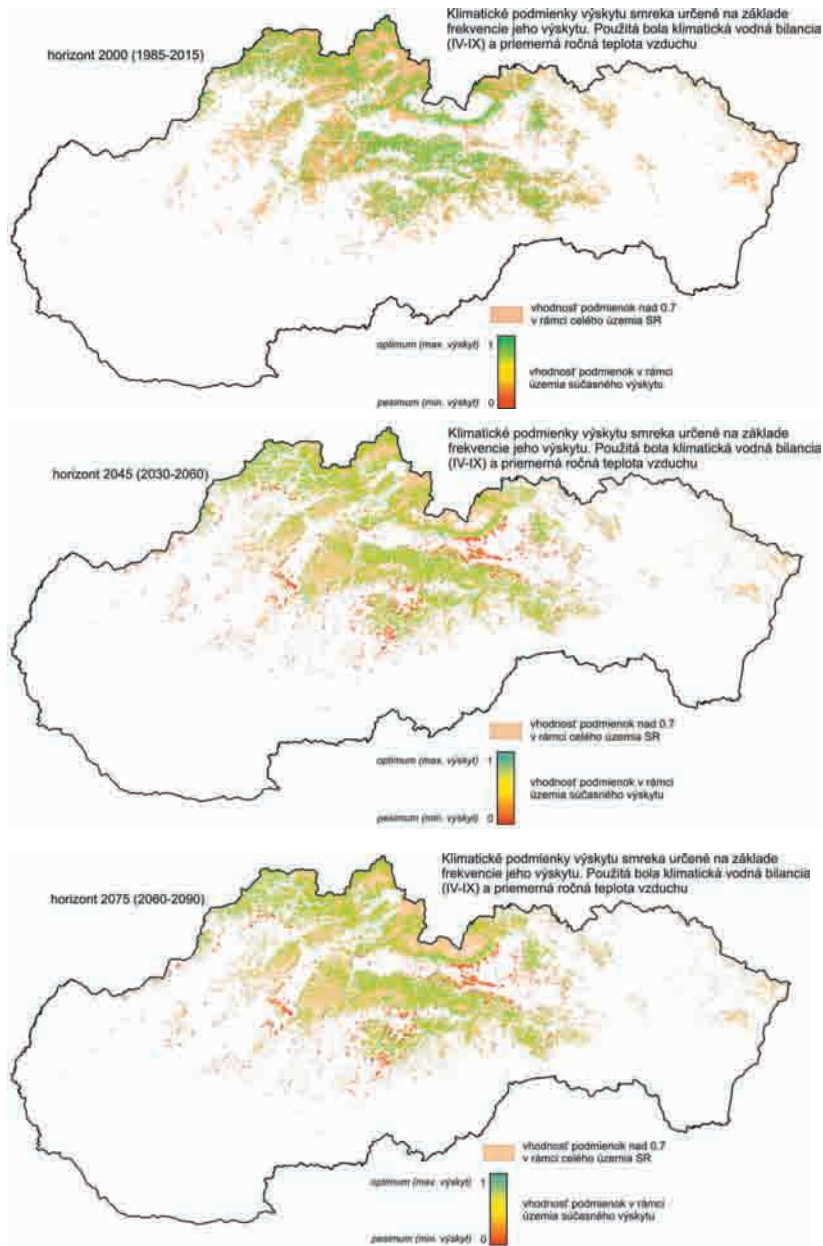 Klimatické podmienky výskytu smreka určené na základe
frekvencie jeho výskytu. Použitá bola klimatická vodná bilancia
(IV-IX) a priemerná ročná teplota vzduchu
horizont 2000 (1985-2015)
vhodnosť podmienok nad 0.7
v rámci celého územia SR
optimum (max. výskyt) 1
vhodnosť podmienok v rámci
územia súčasného výskytu
pesimum (min. výskyt) 0
Klimatické podmienky výskytu smreka určené na základe
frekvencie jeho výskytu. Použitá bola klimatická vodná bilancia
(IV-IX) a priemerná ročná teplota vzduchu
horizont 2045 (2030-2060)
vhodnosť podmienok nad 0.7
v rámci celého územia SR
optimum (max. výskyt) 1
vhodnosť podmienok v rámci
územia súčasného výskytu
pesimum (min. výskyt) 0
Klimatické podmienky výskytu smreka určené na základe
frekvencie jeho výskytu. Použitá bola klimatická vodná bilancia
(IV-IX) a priemerná ročná teplota vzduchu
horizont 2075 (2060-2090)
vhodnosť podmienok nad 0.7
v rámci celého územia SR
optimum (max. výskyt) 1
vhodnosť podmienok v rámci
územia súčasného výskytu
pesimum (min. výskyt) 0